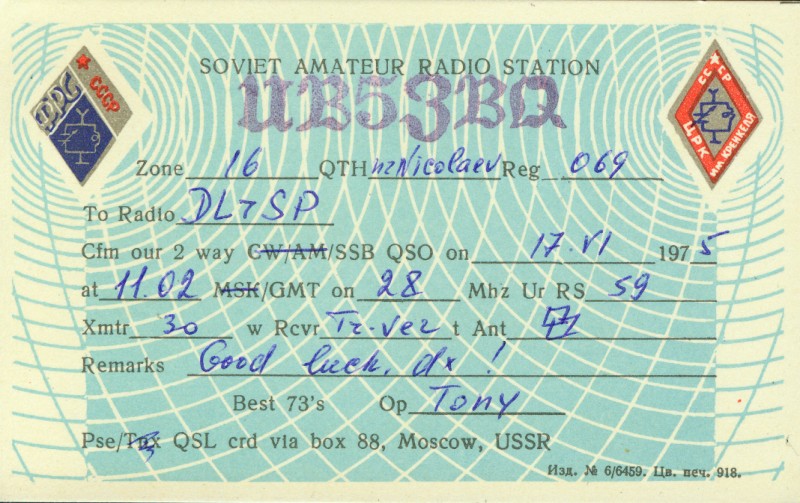 SOVIET AMATEUR RADIO STATION
UB5ZBQ
ФРС СССР
СССР ЦРК ИМ. КРЕНКЕЛЯ
Zone 16 QTH nr Nicolaev Reg 069
To Radio DL7SP
Cfm our 2 way CW/AM/SSB QSO on 17.VI 1975
at 11.02 MSK/GMT on 28 Mhz Ur RS 59
Xmtr 30 w Rcvr Tr-ver t Ant
Remarks Good luck, dx!
Best 73's Op Tony
Pse/Tnx QSL crd via box 88, Moscow, USSR
Изд. № 6/6459. Цв. печ. 918.